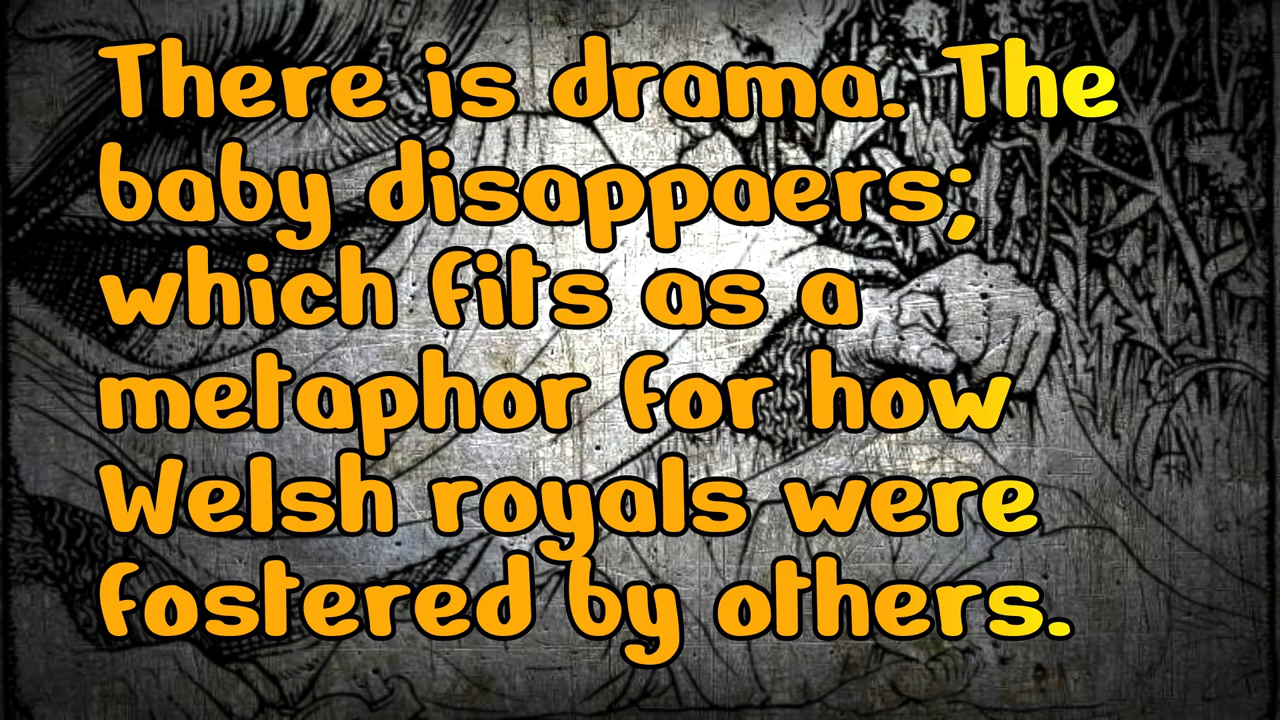 There is drama. The
baby disappaers;
which fits as a
metaphor for how
Welsh royals were
fostered by others.